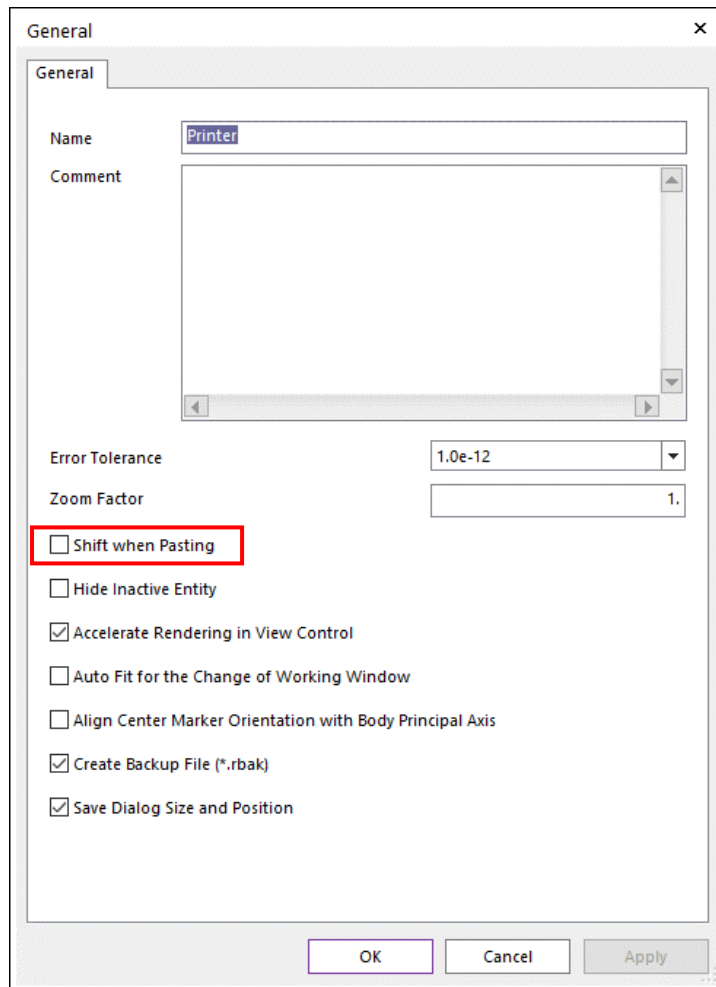 General
General
Name
Printer
Comment
Error Tolerance
1.0e-12
Zoom Factor
1.
Shift when Pasting
Hide Inactive Entity
Accelerate Rendering in View Control
Auto Fit for the Change of Working Window
Align Center Marker Orientation with Body Principal Axis
Create Backup File (*.rbak)
Save Dialog Size and Position
OK
Cancel
Apply